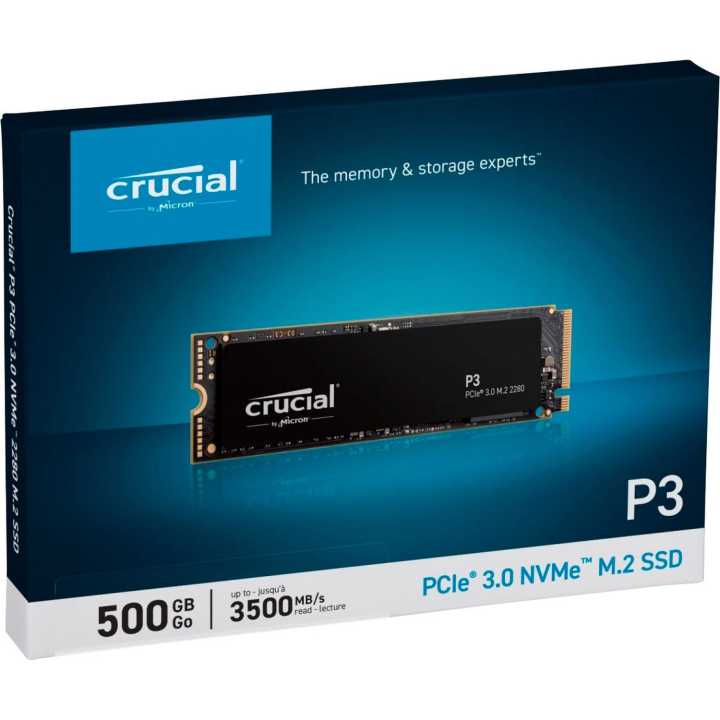 crucial
by Micron
The memory & storage experts™
Crucial® P3 PCIe® 3.0 NVMe™ 2280 M.2 SSD
P3
PCIe® 3.0 M.2 2280
crucial
by Micron
P3
PCIe® 3.0 NVMe™ M.2 SSD
500 GB
Go
up to - jusqu'à
3500 MB/s
read - lecture